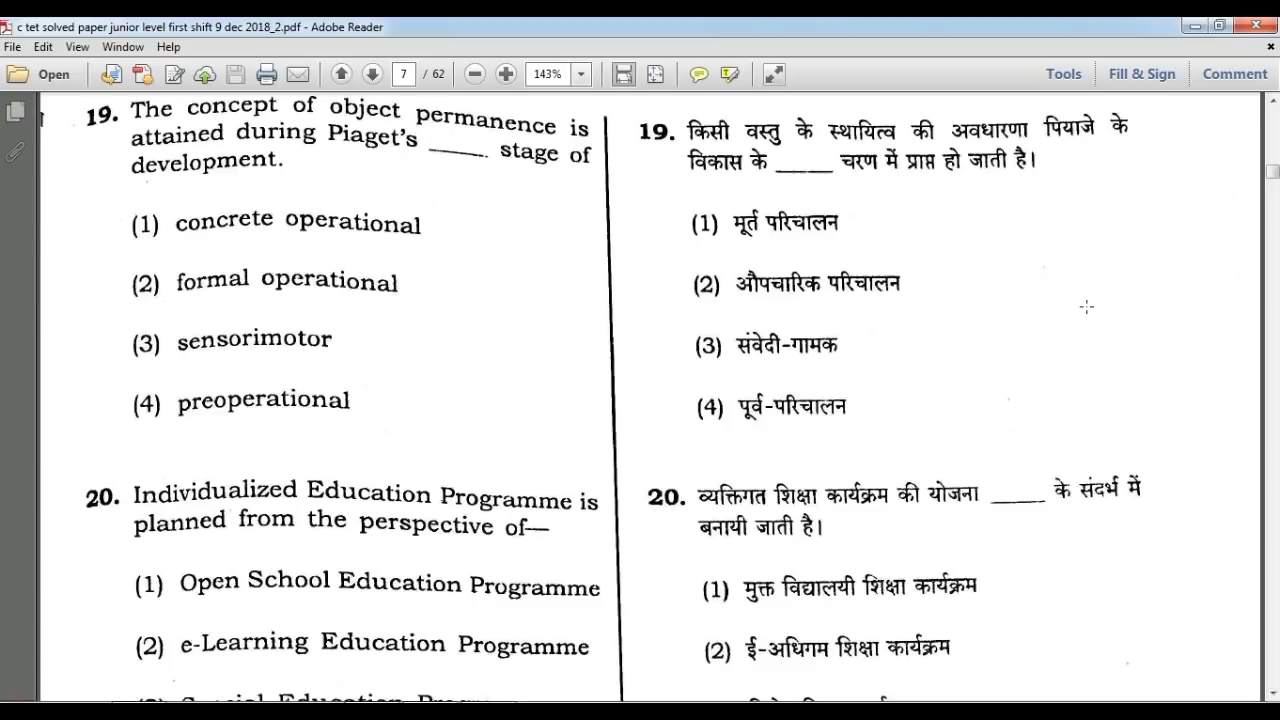 c tet solved paper junior level first shift 9 dec 2018_2.pdf - Adobe Reader
File Edit View Window Help
Open 7 / 62 143% Tools Fill & Sign Comment
19. The concept of object permanence is
attained during Piaget's _____ stage of
development.
(1) concrete operational
(2) formal operational
(3) sensorimotor
(4) preoperational
20. Individualized Education Programme is
planned from the perspective of—
(1) Open School Education Programme
(2) e-Learning Education Programme
19. किसी वस्तु के स्थायित्व की अवधारणा पियाजे के
विकास के _____ चरण में प्राप्त हो जाती है।
(1) मूर्त परिचालन
(2) औपचारिक परिचालन
(3) संवेदी-गामक
(4) पूर्व-परिचालन
20. व्यक्तिगत शिक्षा कार्यक्रम की योजना _____ के संदर्भ में
बनायी जाती है।
(1) मुक्त विद्यालयी शिक्षा कार्यक्रम
(2) ई-अधिगम शिक्षा कार्यक्रम